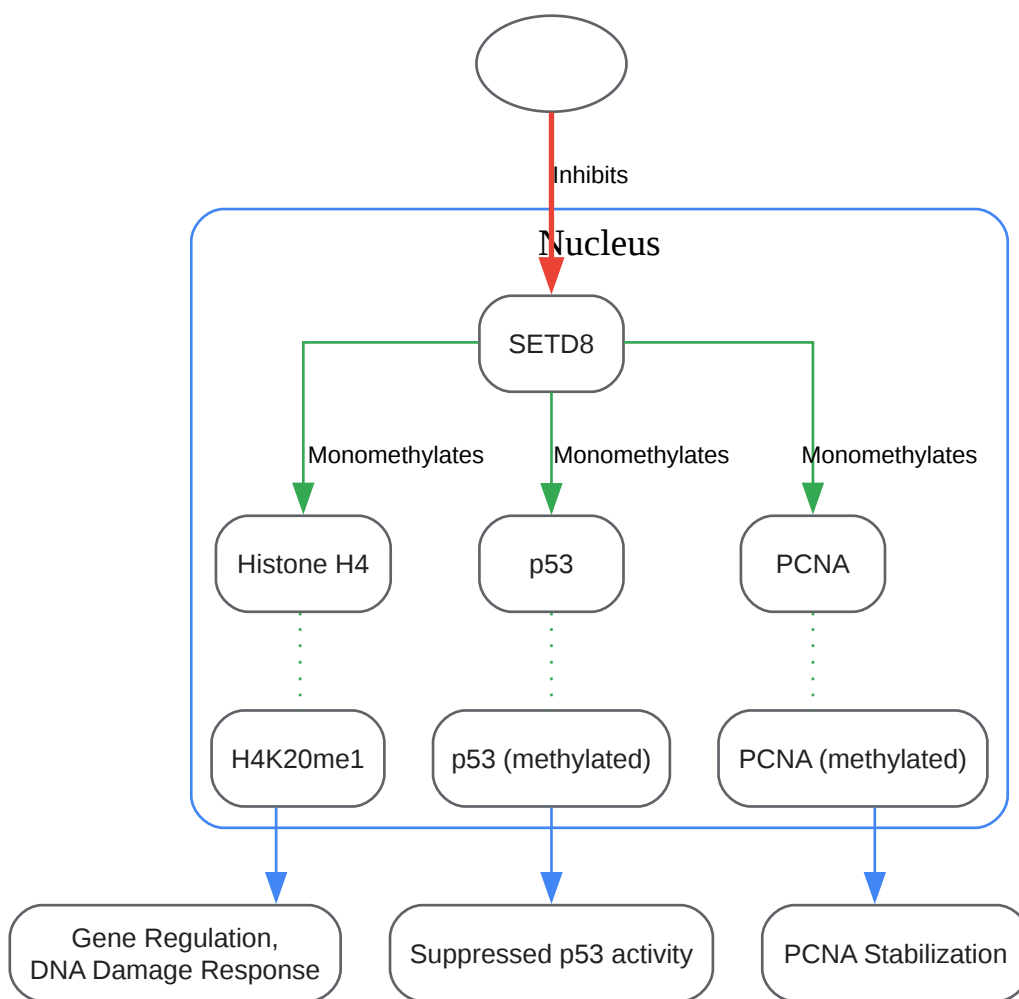 Inhibits
Nucleus
SETD8
Monomethylates
Monomethylates
Monomethylates
Histone H4
p53
PCNA
H4K20me1
p53 (methylated)
PCNA (methylated)
Gene Regulation,
DNA Damage Response
Suppressed p53 activity
PCNA Stabilization